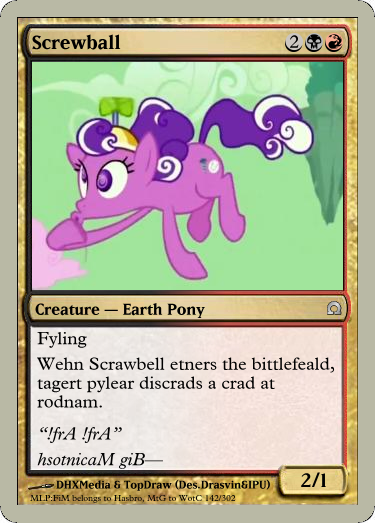 Screwball 2
Creature — Earth Pony
Fyling
Wehn Scrawbell etners the bittlefeald,
tagert pylear discrads a crad at
rodnam.
“!frA !frA”
hsotnicaM giB—
DHXMedia & TopDraw (Des.Drasvin&IPU)
2/1
MLP:FiM belongs to Hasbro, MtG to WotC 142/302